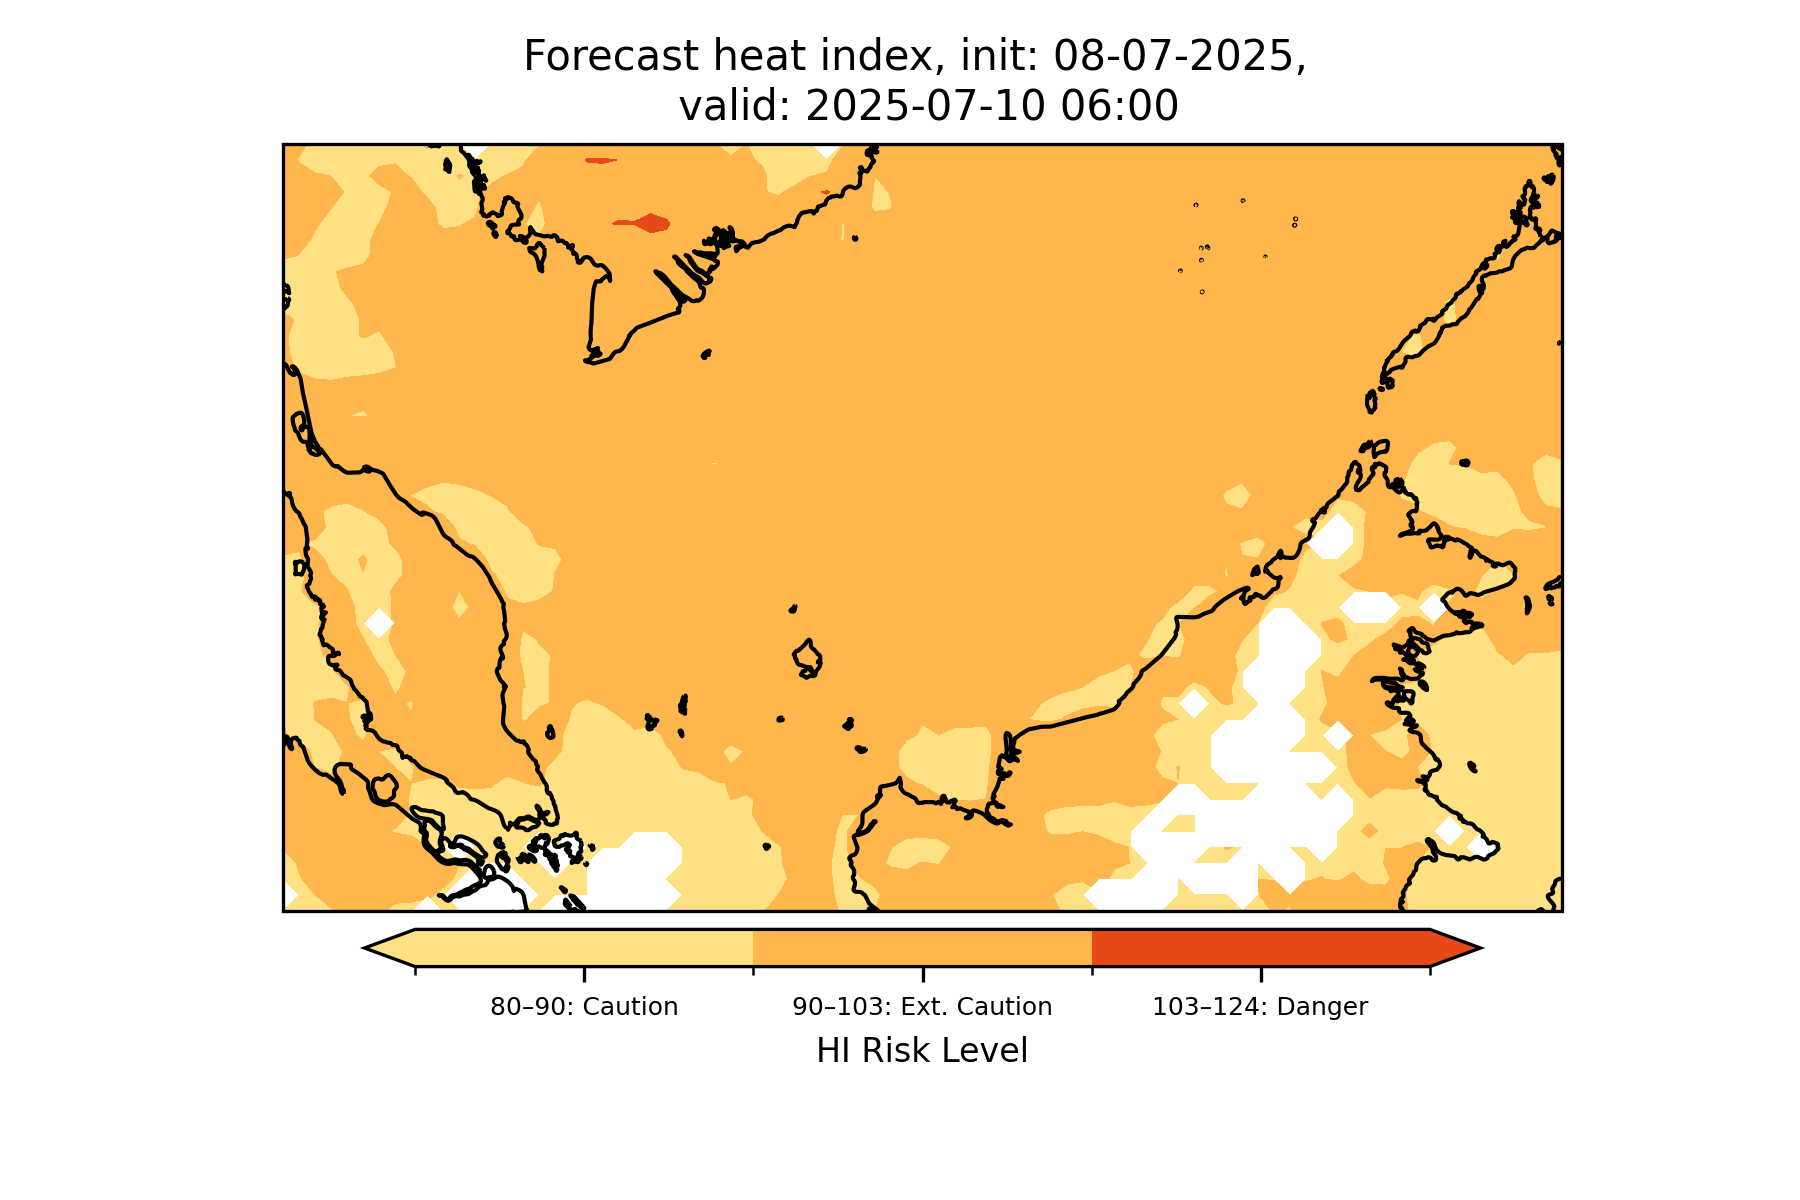 Forecast heat index, init: 08-07-2025,
valid: 2025-07-10 06:00
80–90: Caution
90–103: Ext. Caution
103–124: Danger
HI Risk Level